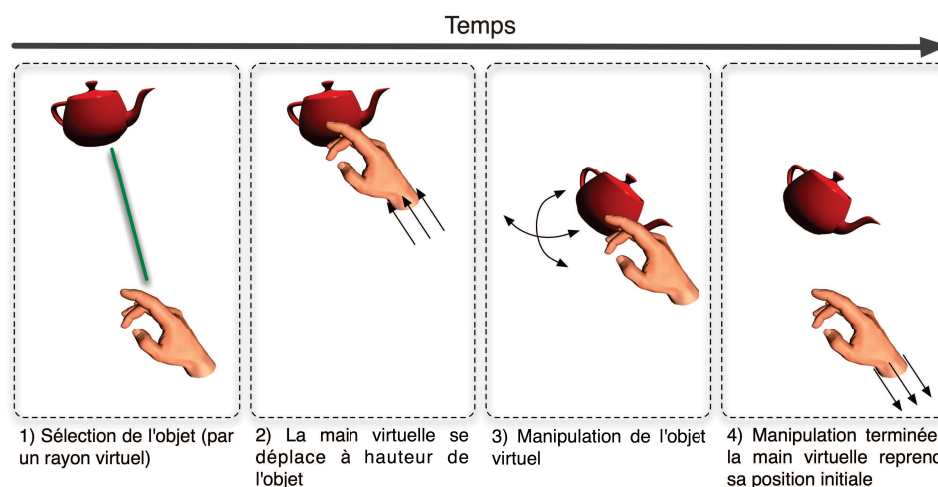 Temps
1) Sélection de l'objet (par
un rayon virtuel)
2) La main virtuelle se
déplace à hauteur de
l'objet
3) Manipulation de l'objet
virtuel
4) Manipulation terminée
la main virtuelle reprend
sa position initiale